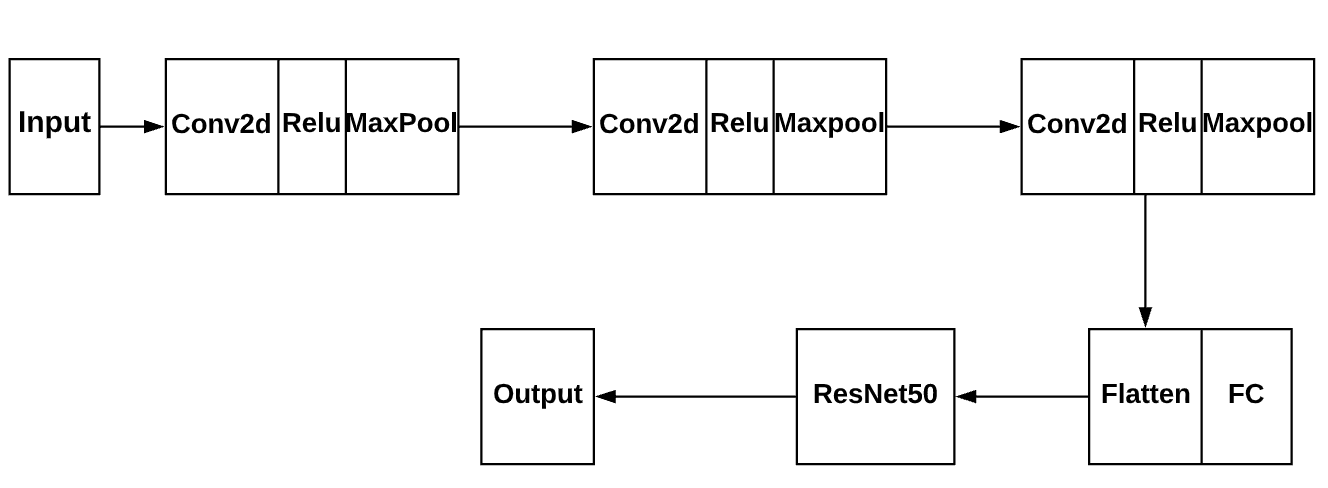 Input
Conv2d Relu MaxPool
Conv2d Relu Maxpool
Conv2d Relu Maxpool
Flatten FC
ResNet50
Output